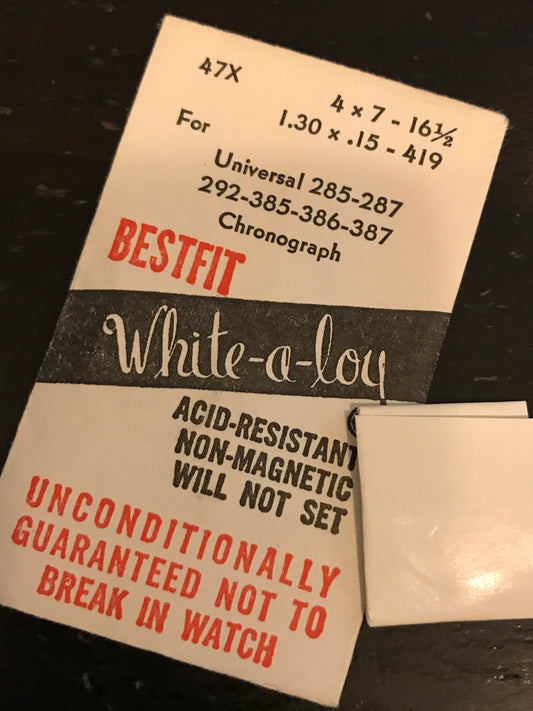 47X
4 x 7 - 16½
1.30 x .15 - 419
For
Universal 285-287
292-385-386-387
Chronograph
BESTFIT
White-a-loy
ACID-RESISTANT
NON-MAGNETIC
WILL NOT SET
UNCONDITIONALLY
GUARANTEED NOT TO
BREAK IN WATCH